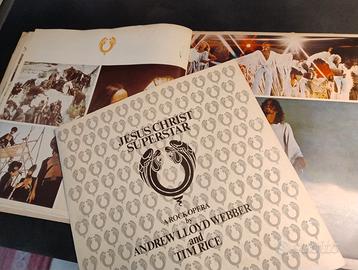 JESUS CHRIST
SUPERSTAR
A ROCK OPERA
by
ANDREW LLOYD WEBBER
and
TIM RICE